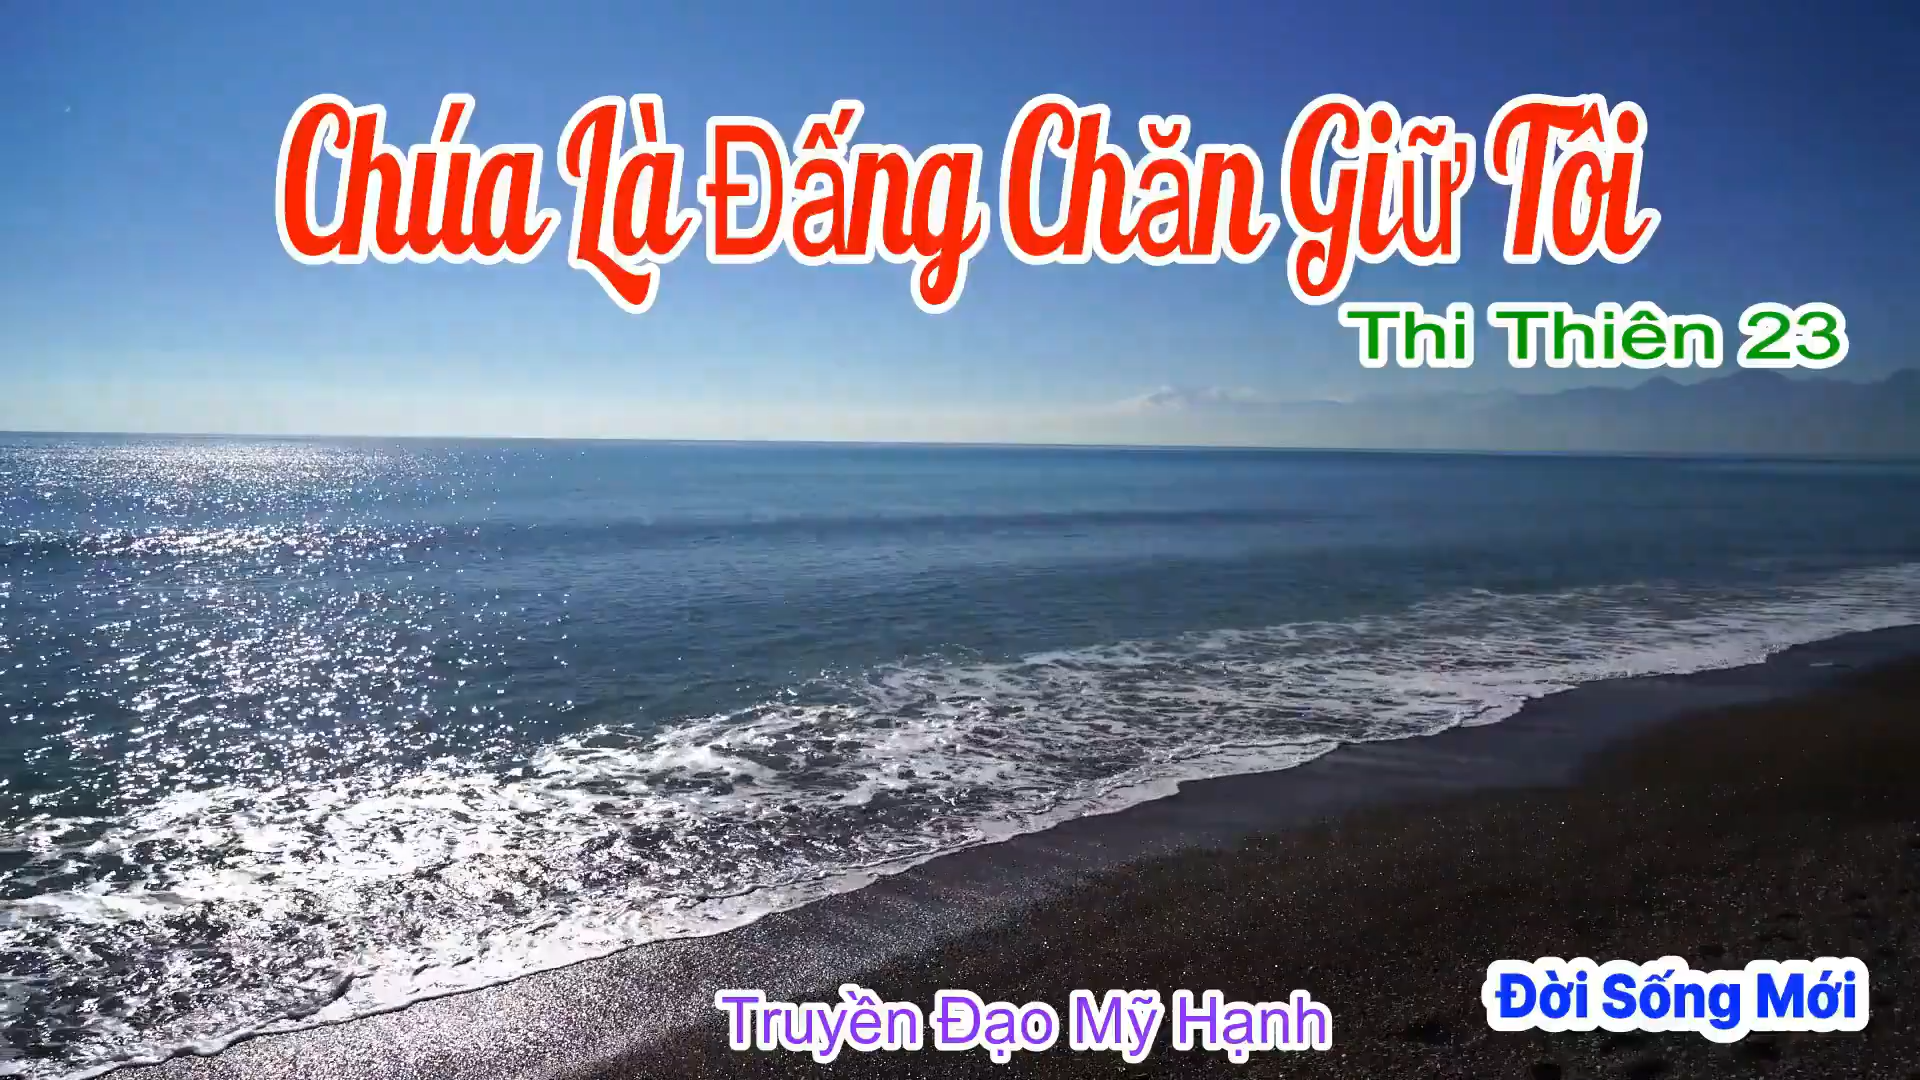 Chúa Là Đấng Chăn Giữ Tôi
Thi Thiên 23
Đời Sống Mới
Truyền Đạo Mỹ Hạnh